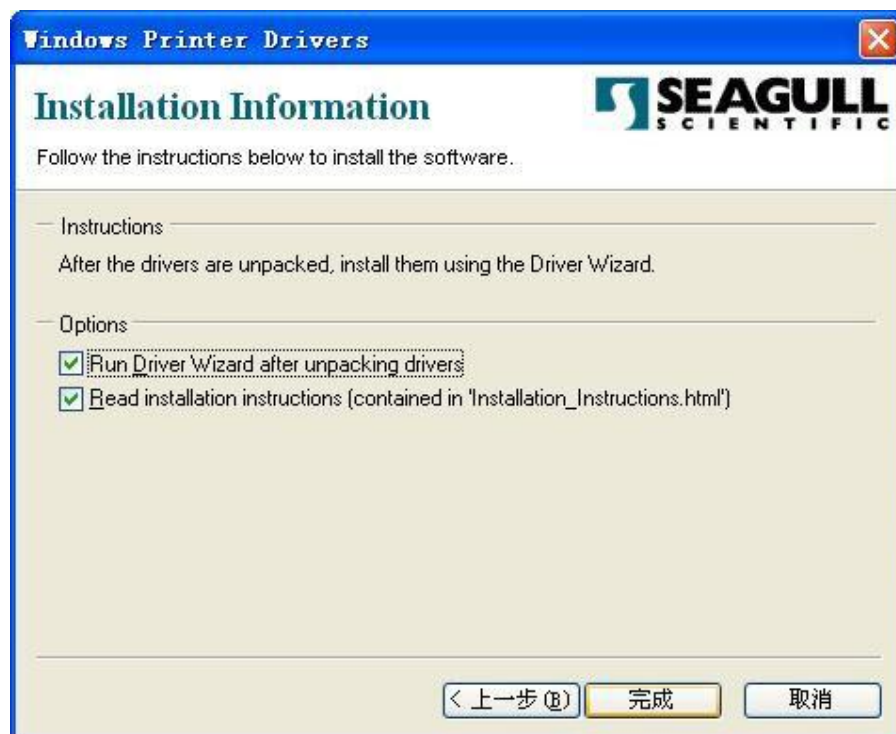 Windows Printer Drivers
Installation Information
SEAGULL
SCIENTIFIC
Follow the instructions below to install the software.
Instructions
After the drivers are unpacked, install them using the Driver Wizard.
Options
Run Driver Wizard after unpacking drivers
Read installation instructions (contained in 'Installation_Instructions.html')
< 上一步(B)
完成
取消